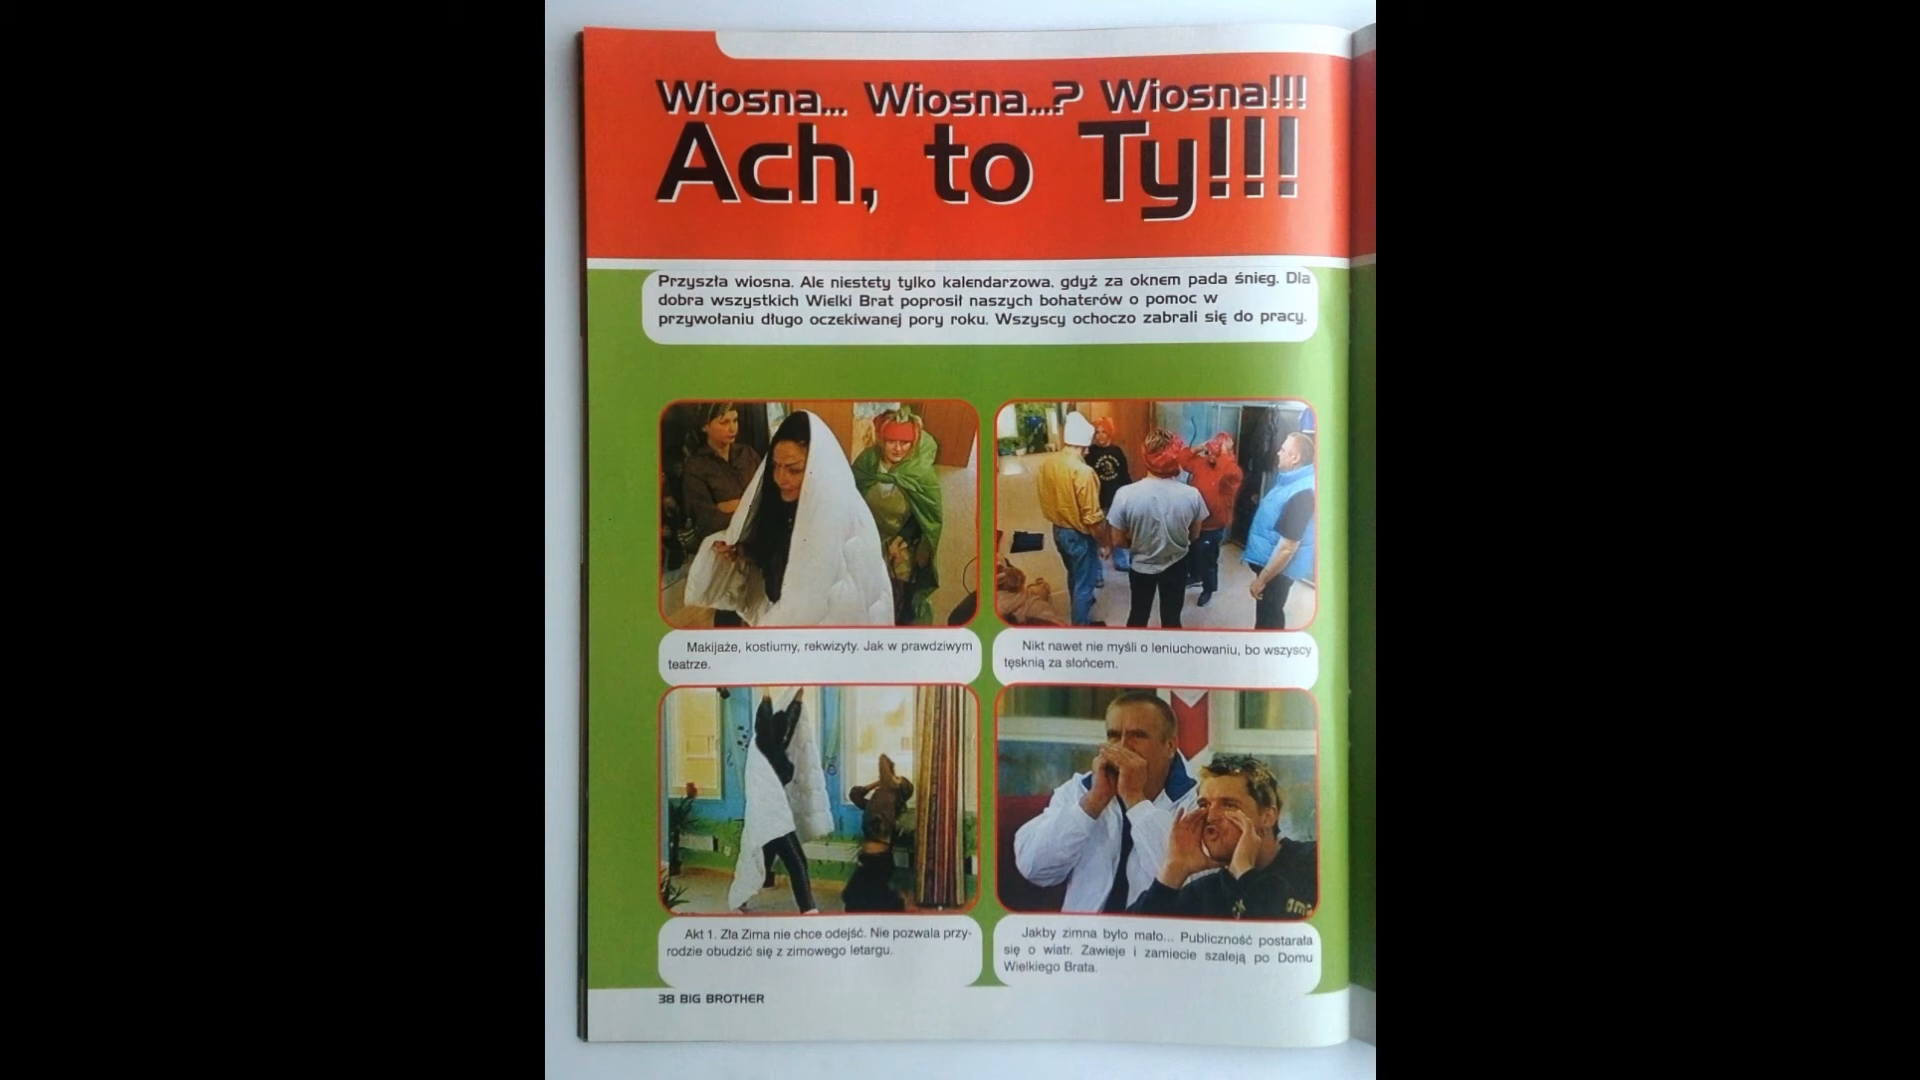 Wiosna... Wiosna...? Wiosna!!!
Ach, to Ty!!!
Przyszła wiosna. Ale niestety tylko kalendarzowa, gdyż za oknem pada śnieg. Dla
dobra wszystkich Wielki Brat poprosił naszych bohaterów o pomoc w
przywołaniu długo oczekiwanej pory roku. Wszyscy ochoczo zabrali się do pracy.
Makijaże, kostiumy, rekwizyty. Jak w prawdziwym
teatrze.
Nikt nawet nie myśli o leniuchowaniu, bo wszyscy
tęsknią za słońcem.
Akt 1. Zła Zima nie chce odejść. Nie pozwala przy-
rodzie obudzić się z zimowego letargu.
Jakby zimna było mało... Publiczność postarała
się o wiatr. Zawieje i zamiecie szaleją po Domu
Wielkiego Brata.
38 BIG BROTHER